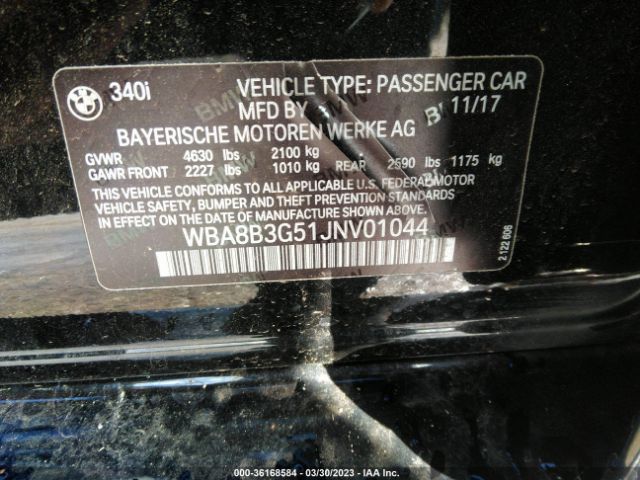 BMW 340i VEHICLE TYPE: PASSENGER CAR
MFD BY 11/17
BAYERISCHE MOTOREN WERKE AG
GVWR 4630 lbs 2100 kg
GAWR FRONT 2227 lbs 1010 kg REAR 2590 lbs 1175 kg
THIS VEHICLE CONFORMS TO ALL APPLICABLE U.S. FEDERAL MOTOR
VEHICLE SAFETY, BUMPER, AND THEFT PREVENTION STANDARDS
IN EFFECT ON THE DATE OF MANUFACTURE SHOWN ABOVE.
WBA8B3G51JNV01044
2 122 606
000-36168584 — 03/30/2023 — IAA Inc.